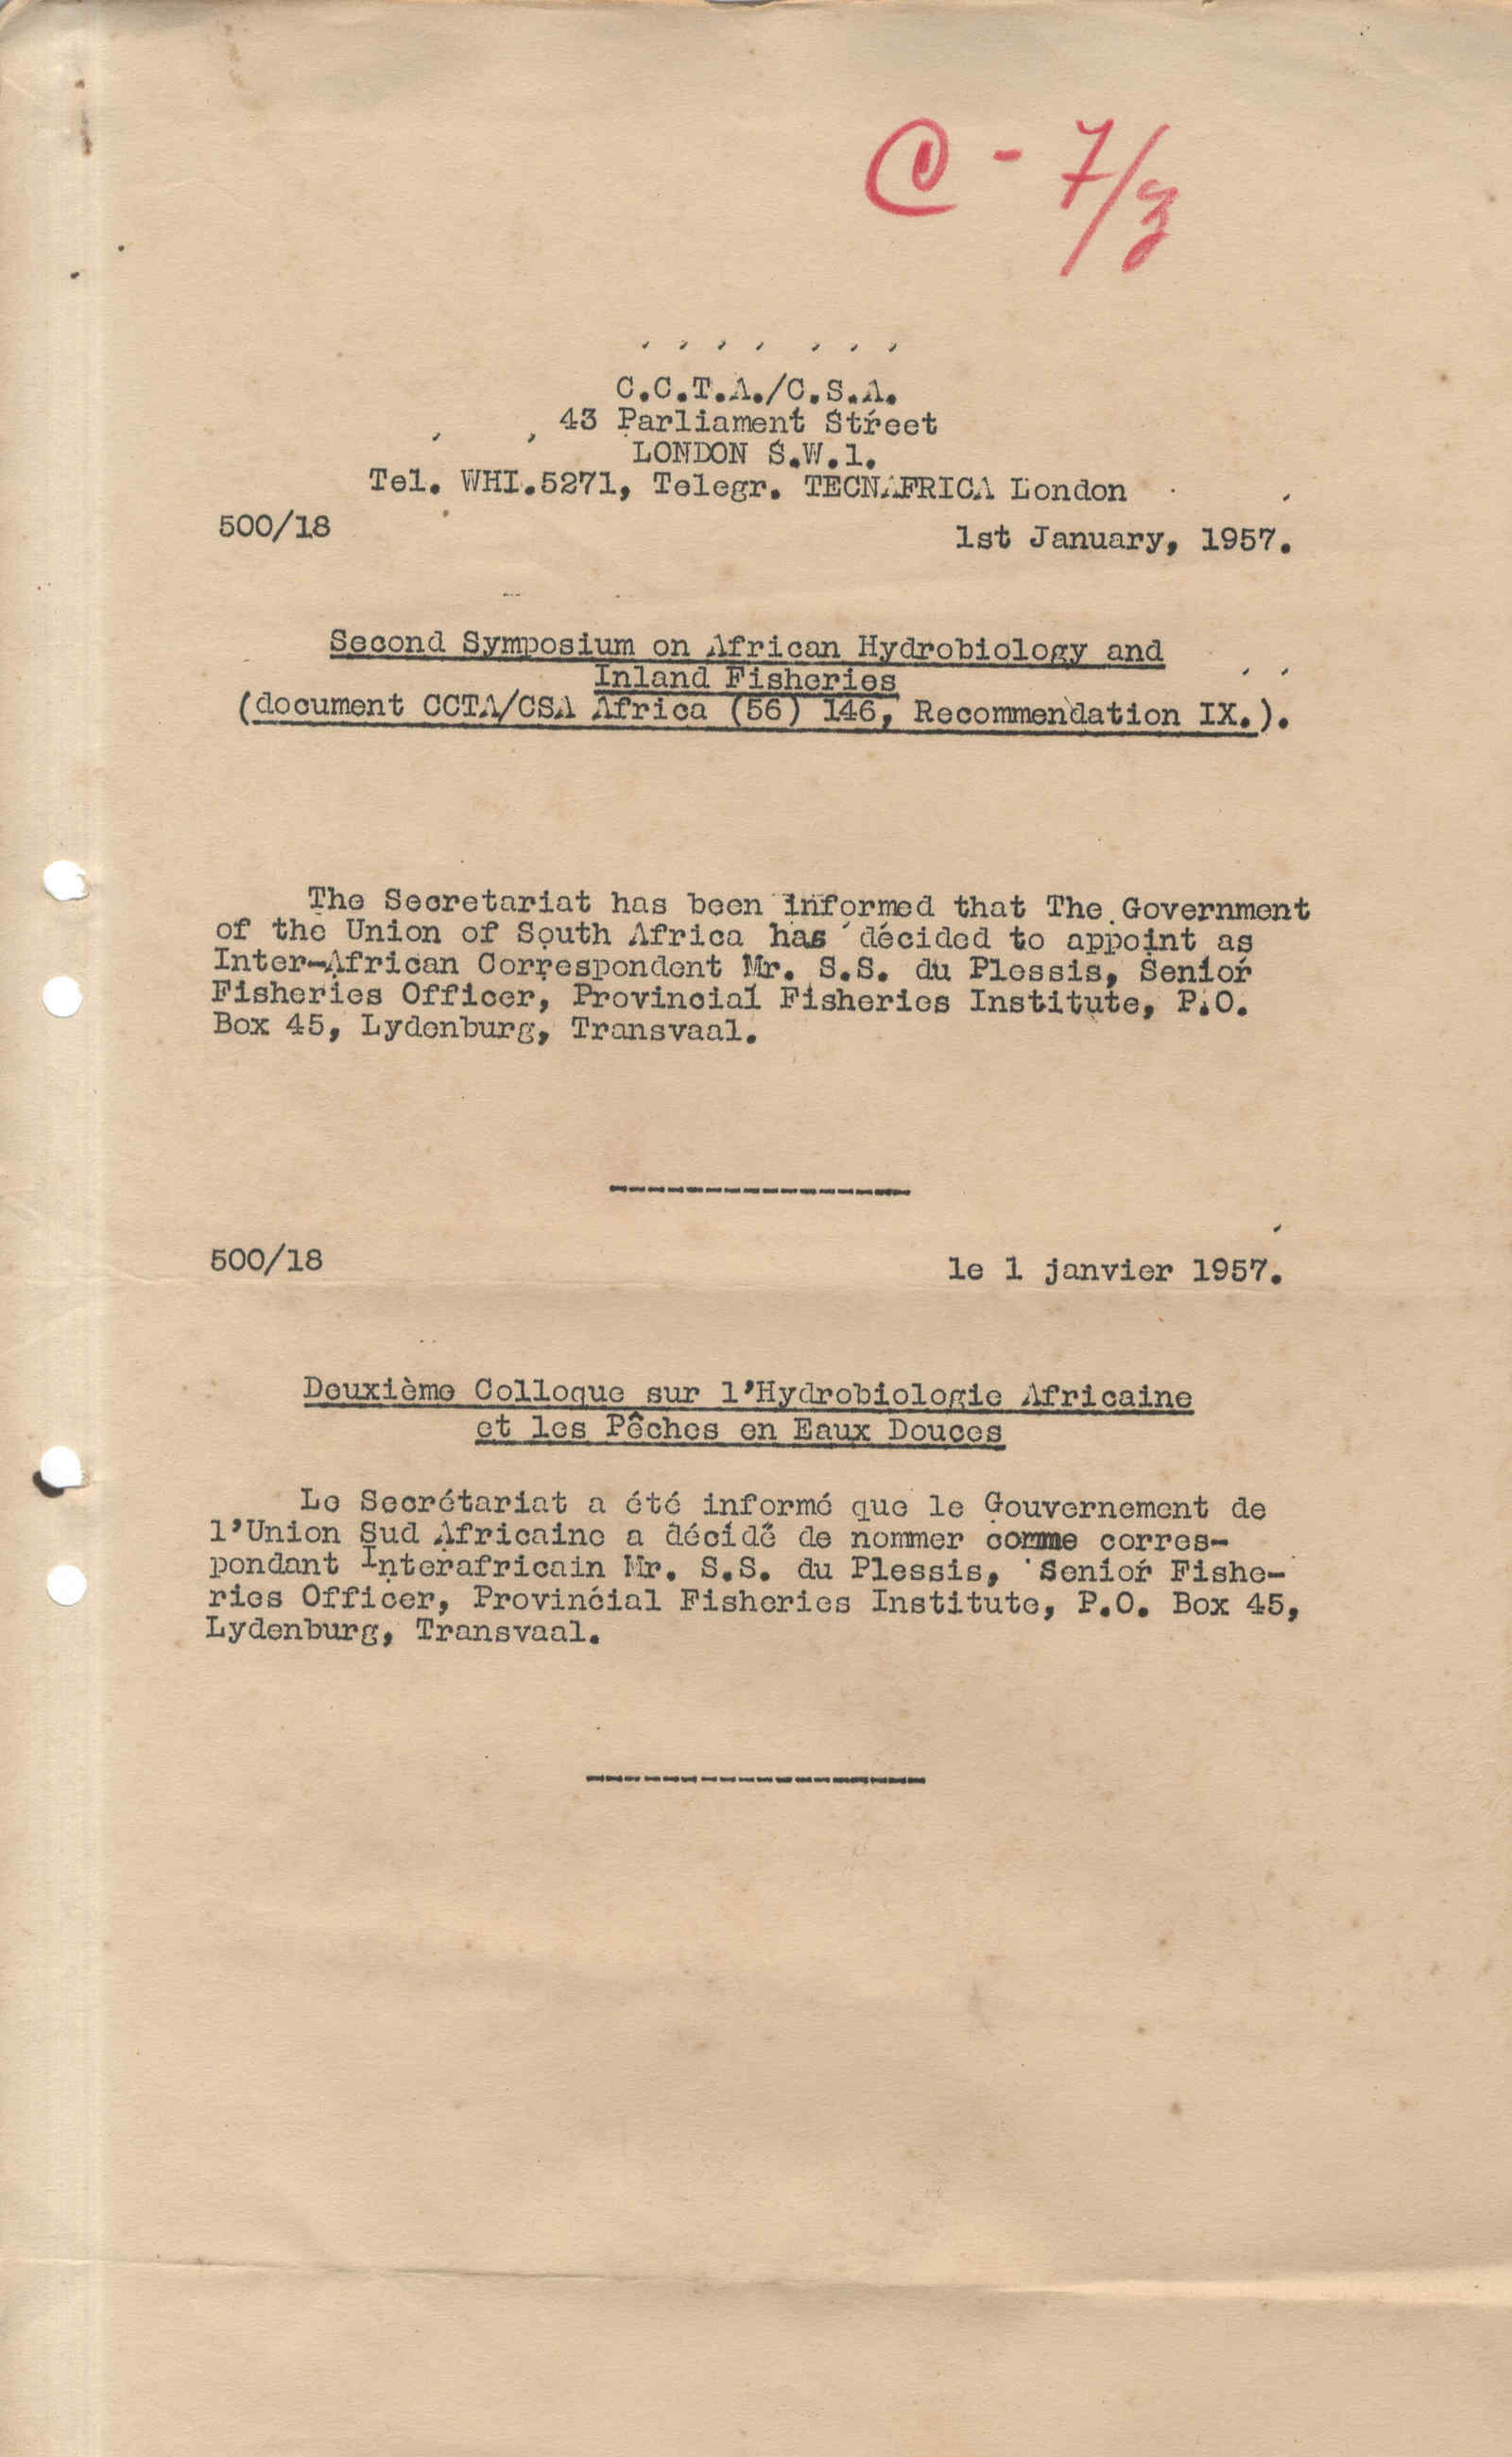 C - 7/3
C.C.T.A./C.S.A.
43 Parliament Street
LONDON S.W.1.
Tel. WHI.5271, Telegr. TECNAFRICA London
500/18
1st January, 1957.
Second Symposium on African Hydrobiology and
Inland Fisheries
(document CCTA/CSA Africa (56) 146, Recommendation IX.).
The Secretariat has been informed that The Government
of the Union of South Africa has decided to appoint as
Inter-African Correspondent Mr. S.S. du Plessis, Senior
Fisheries Officer, Provincial Fisheries Institute, P.O.
Box 45, Lydenburg, Transvaal.
500/18
le 1 janvier 1957.
Deuxième Colloque sur l'Hydrobiologie Africaine
et les Pêches en Eaux Douces
Le Secrétariat a été informé que le Gouvernement de
l'Union Sud Africaine a décidé de nommer comme corres-
pondant Interafricain Mr. S.S. du Plessis, Senior Fishe-
ries Officer, Provincial Fisheries Institute, P.O. Box 45,
Lydenburg, Transvaal.